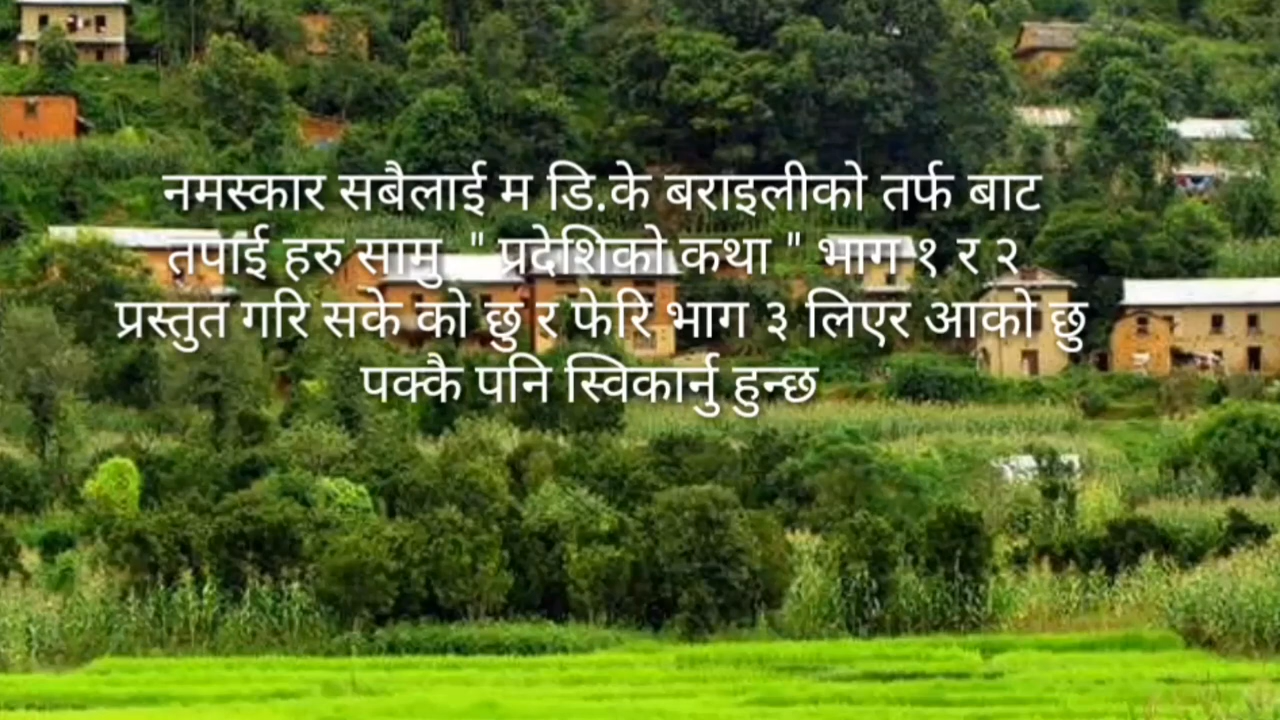 नमस्कार सबैलाई म डि.के बराइलीको तर्फ बाट
तपाई हरु सामु  " प्रदेशिको कथा " भाग १ र २
प्रस्तुत गरि सके को छु र फेरि भाग ३ लिएर आको छु
पक्कै पनि स्विकार्नु हुन्छ